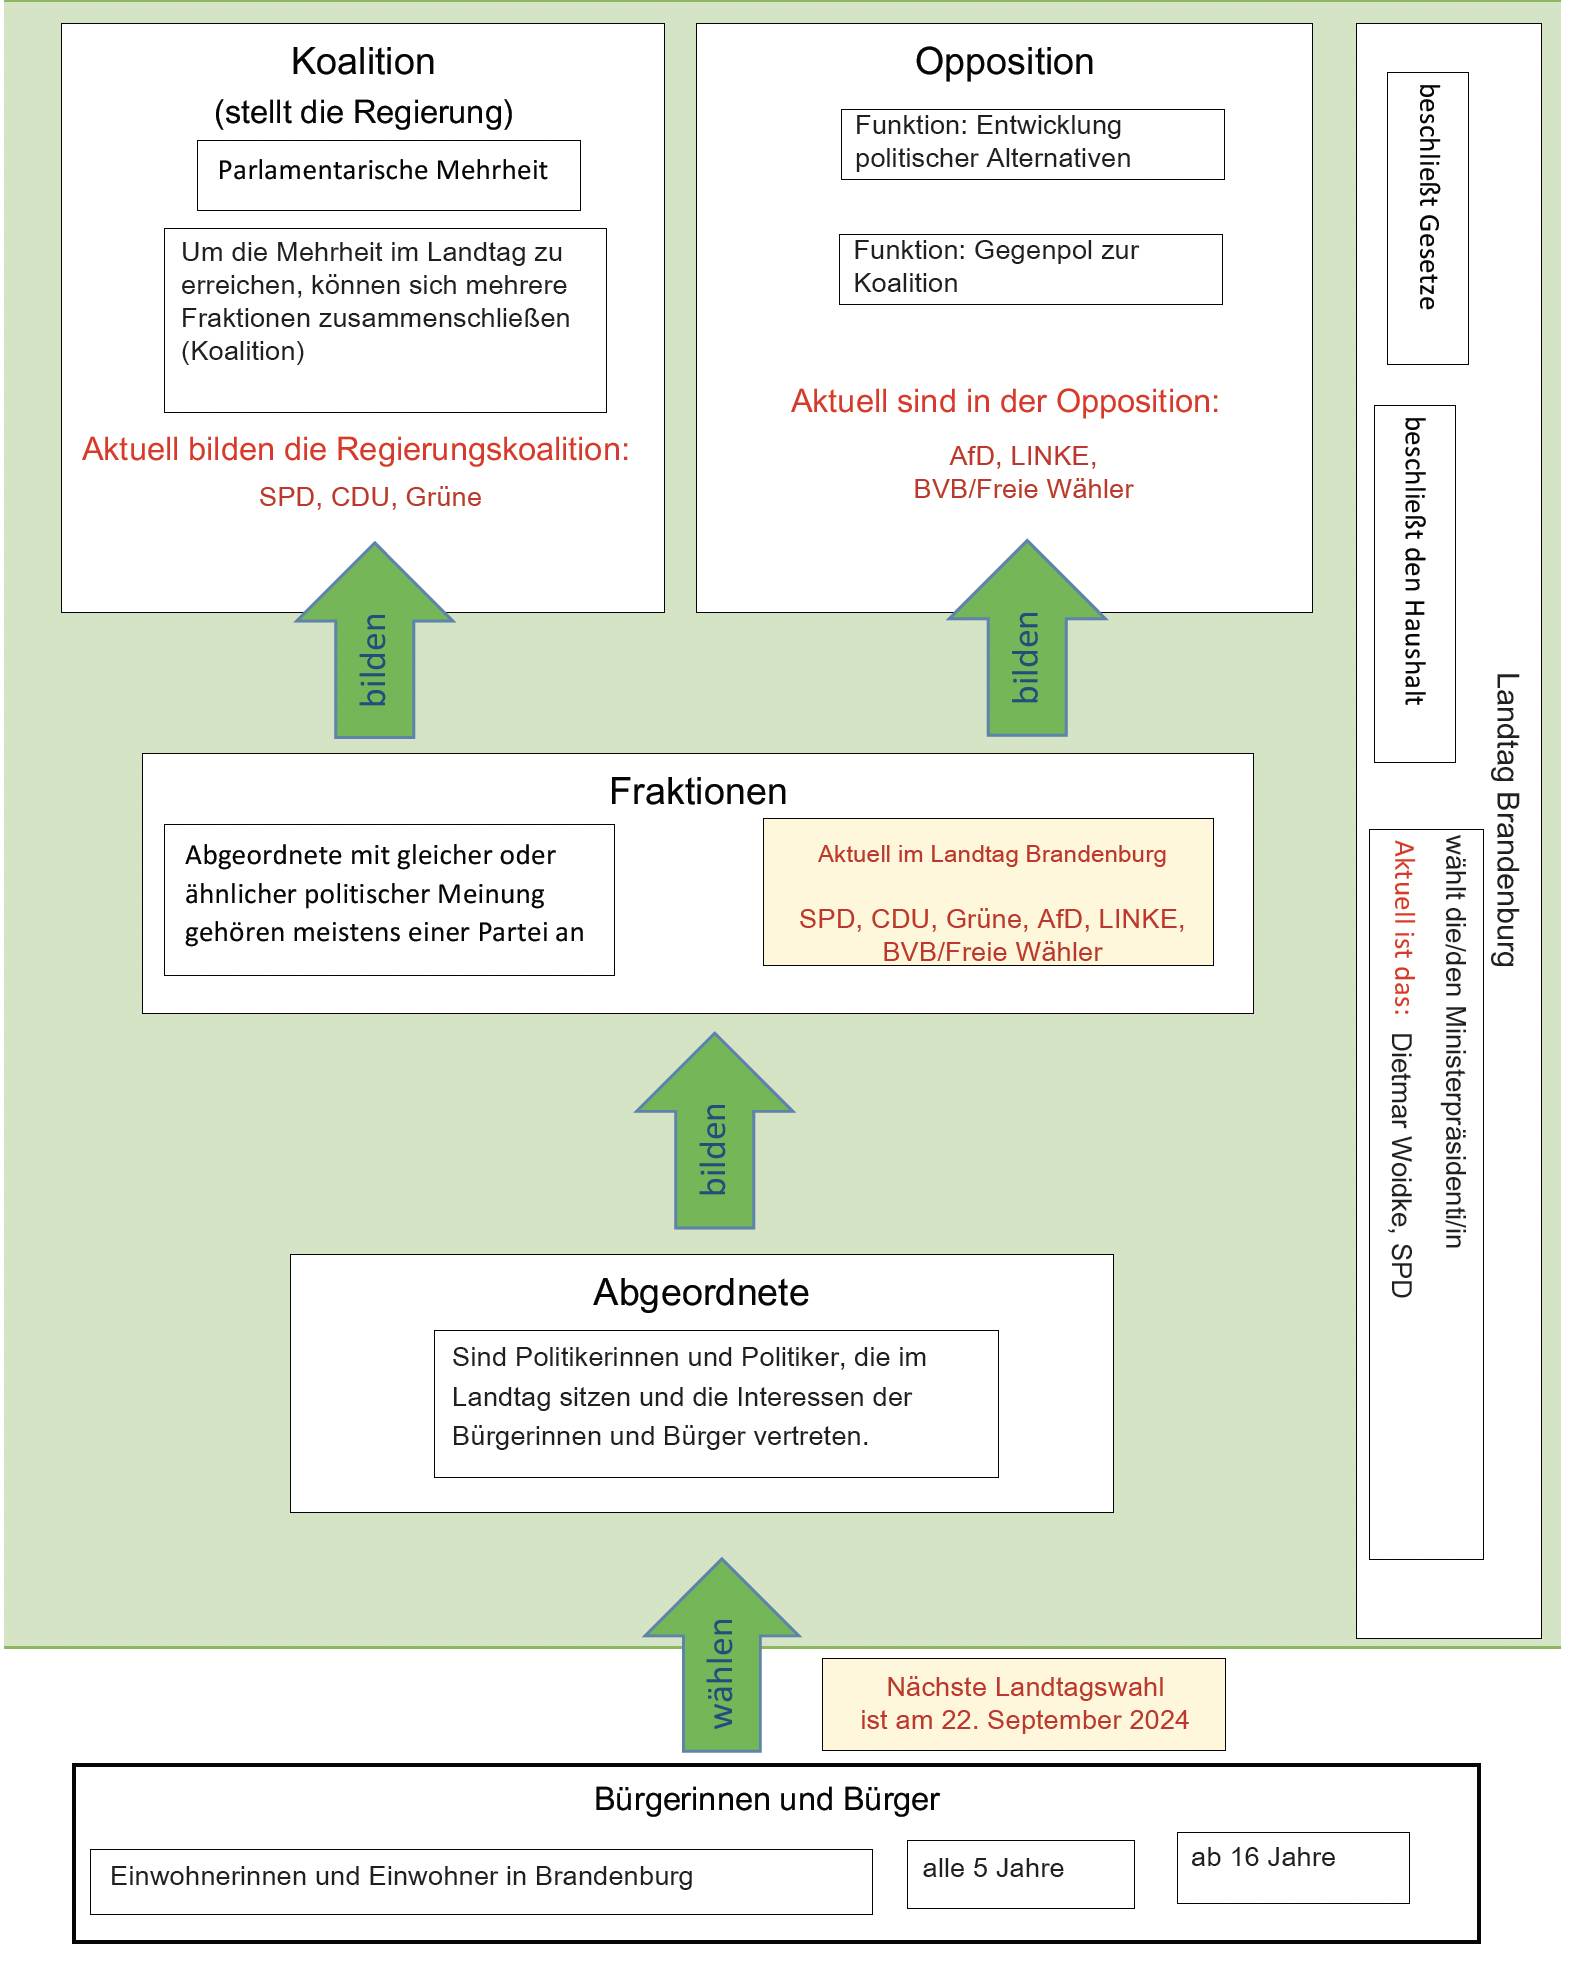 Koalition
(stellt die Regierung)
Parlamentarische Mehrheit
Um die Mehrheit im Landtag zu
erreichen, können sich mehrere
Fraktionen zusammenschließen
(Koalition)
Aktuell bilden die Regierungskoalition:
SPD, CDU, Grüne
Opposition
Funktion: Entwicklung
politischer Alternativen
Funktion: Gegenpol zur
Koalition
Aktuell sind in der Opposition:
AfD, LINKE,
BVB/Freie Wähler
bilden
bilden
Fraktionen
Abgeordnete mit gleicher oder
ähnlicher politischer Meinung
gehören meistens einer Partei an
Aktuell im Landtag Brandenburg
SPD, CDU, Grüne, AfD, LINKE,
BVB/Freie Wähler
bilden
Abgeordnete
Sind Politikerinnen und Politiker, die im
Landtag sitzen und die Interessen der
Bürgerinnen und Bürger vertreten.
wählen
Nächste Landtagswahl
ist am 22. September 2024
Bürgerinnen und Bürger
Einwohnerinnen und Einwohner in Brandenburg
alle 5 Jahre
ab 16 Jahre
Landtag Brandenburg
beschließt Gesetze
beschließt den Haushalt
wählt die/den Ministerpräsidenti/in
Aktuell ist das: Dietmar Woidke, SPD